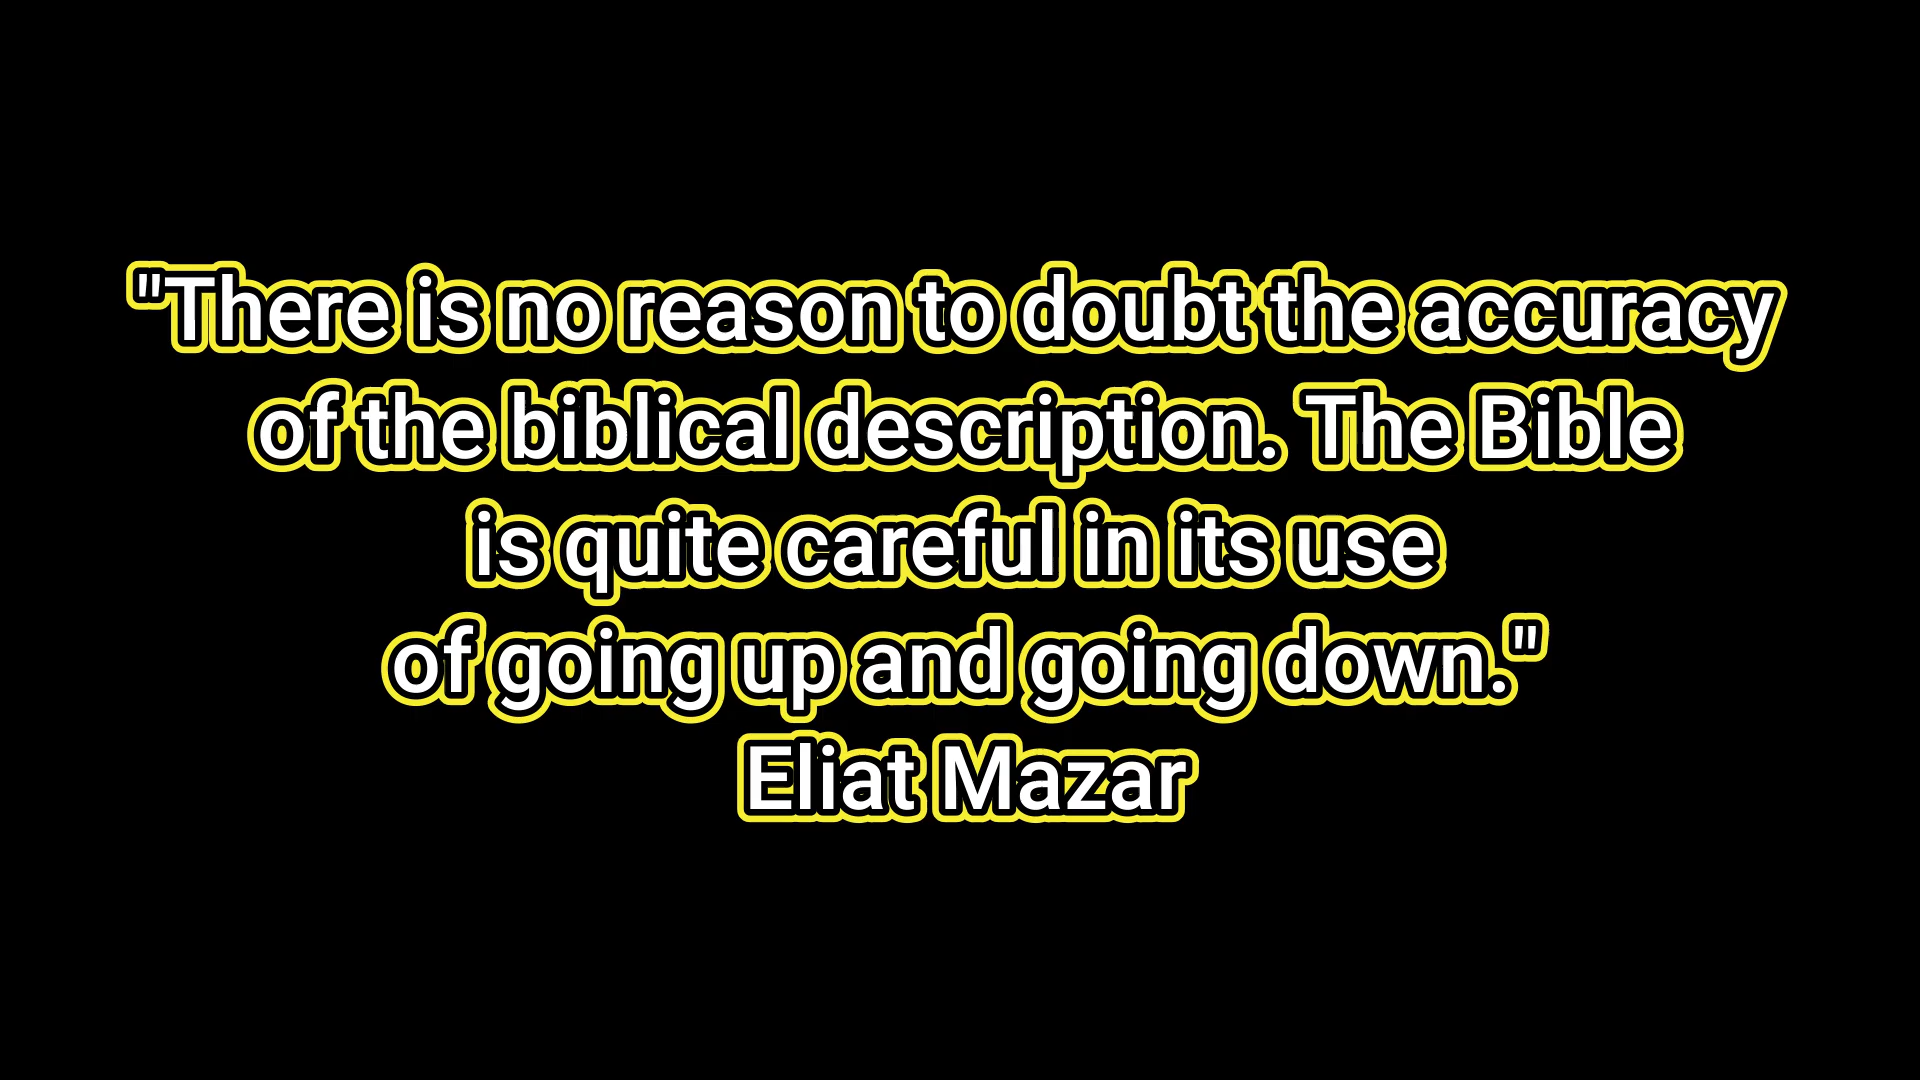 "There is no reason to doubt the accuracy
of the biblical description. The Bible
is quite careful in its use
of going up and going down."
Eliat Mazar